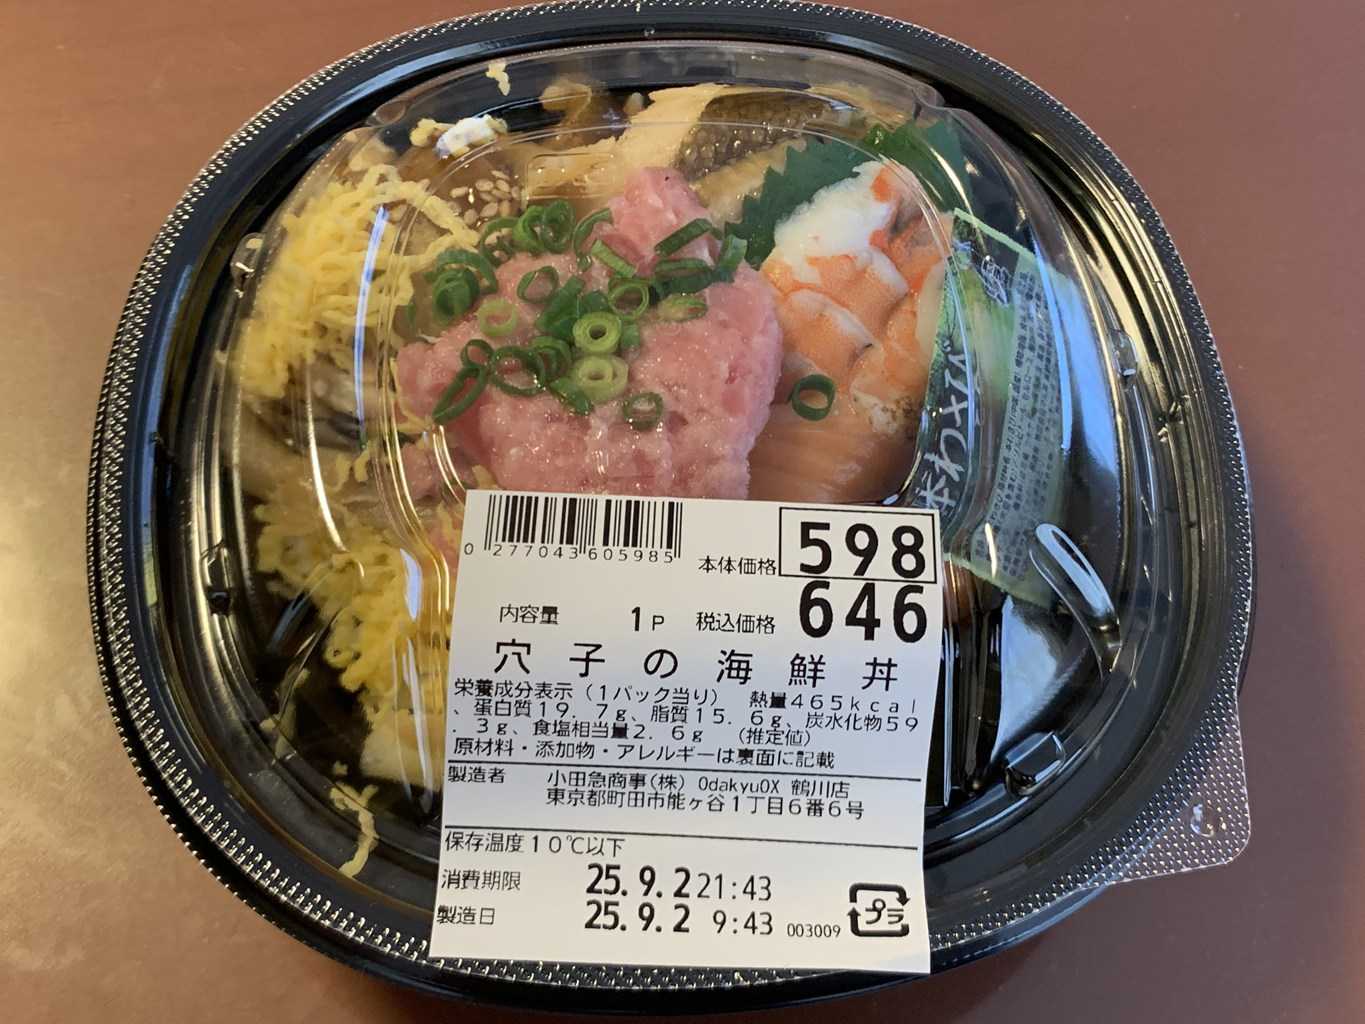 本わさび
0 277043 605985
本体価格 598
内容量 1P 税込価格 646
穴子の海鮮丼
栄養成分表示(1パック当り) 熱量465kcal
、蛋白質19.7g、脂質15.6g、炭水化物59
.3g、食塩相当量2.6g (推定値)
原材料・添加物・アレルギーは裏面に記載
製造者 小田急商事(株) OdakyuOX 鶴川店
東京都町田市能ヶ谷1丁目6番6号
保存温度10℃以下
消費期限 25.9.2 21:43
製造日 25.9.2 9:43 003009
プラ